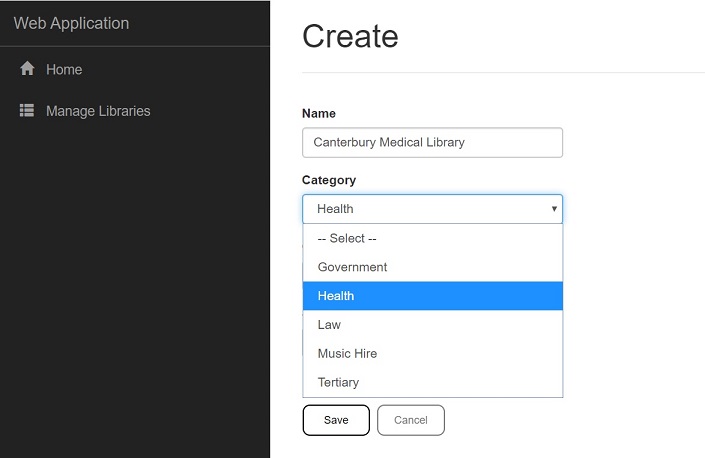 Web Application
Home
Manage Libraries
Create
Name
Canterbury Medical Library
Category
Health
-- Select --
Government
Health
Law
Music Hire
Tertiary
Save
Cancel